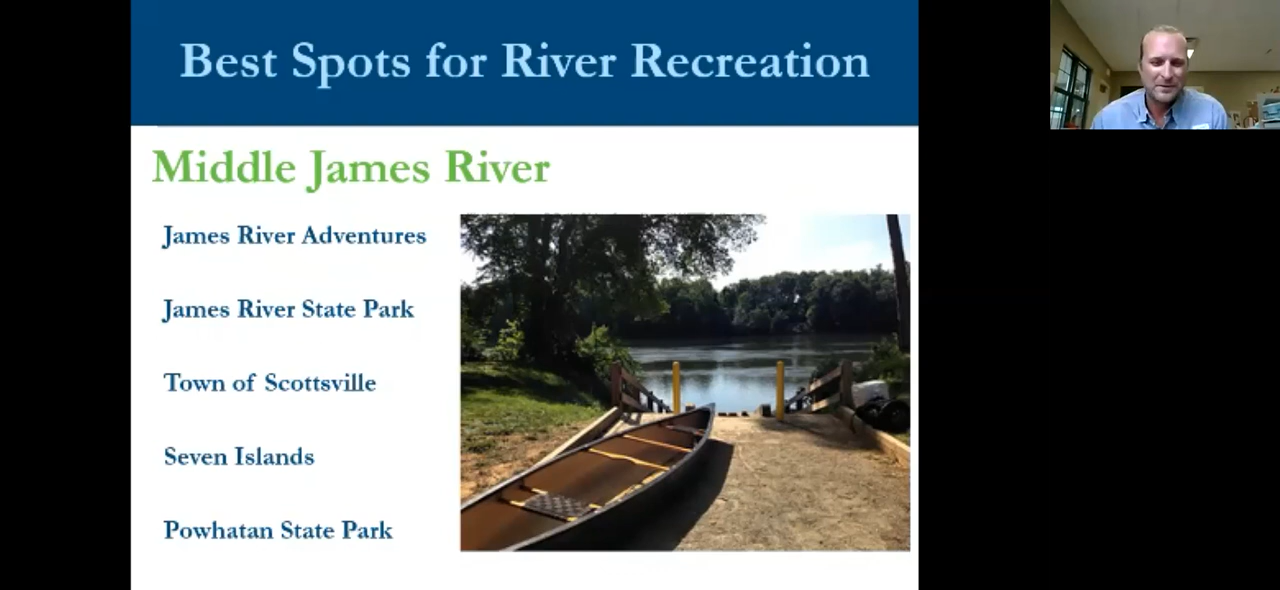 Best Spots for River Recreation
Middle James River
James River Adventures
James River State Park
Town of Scottsville
Seven Islands
Powhatan State Park